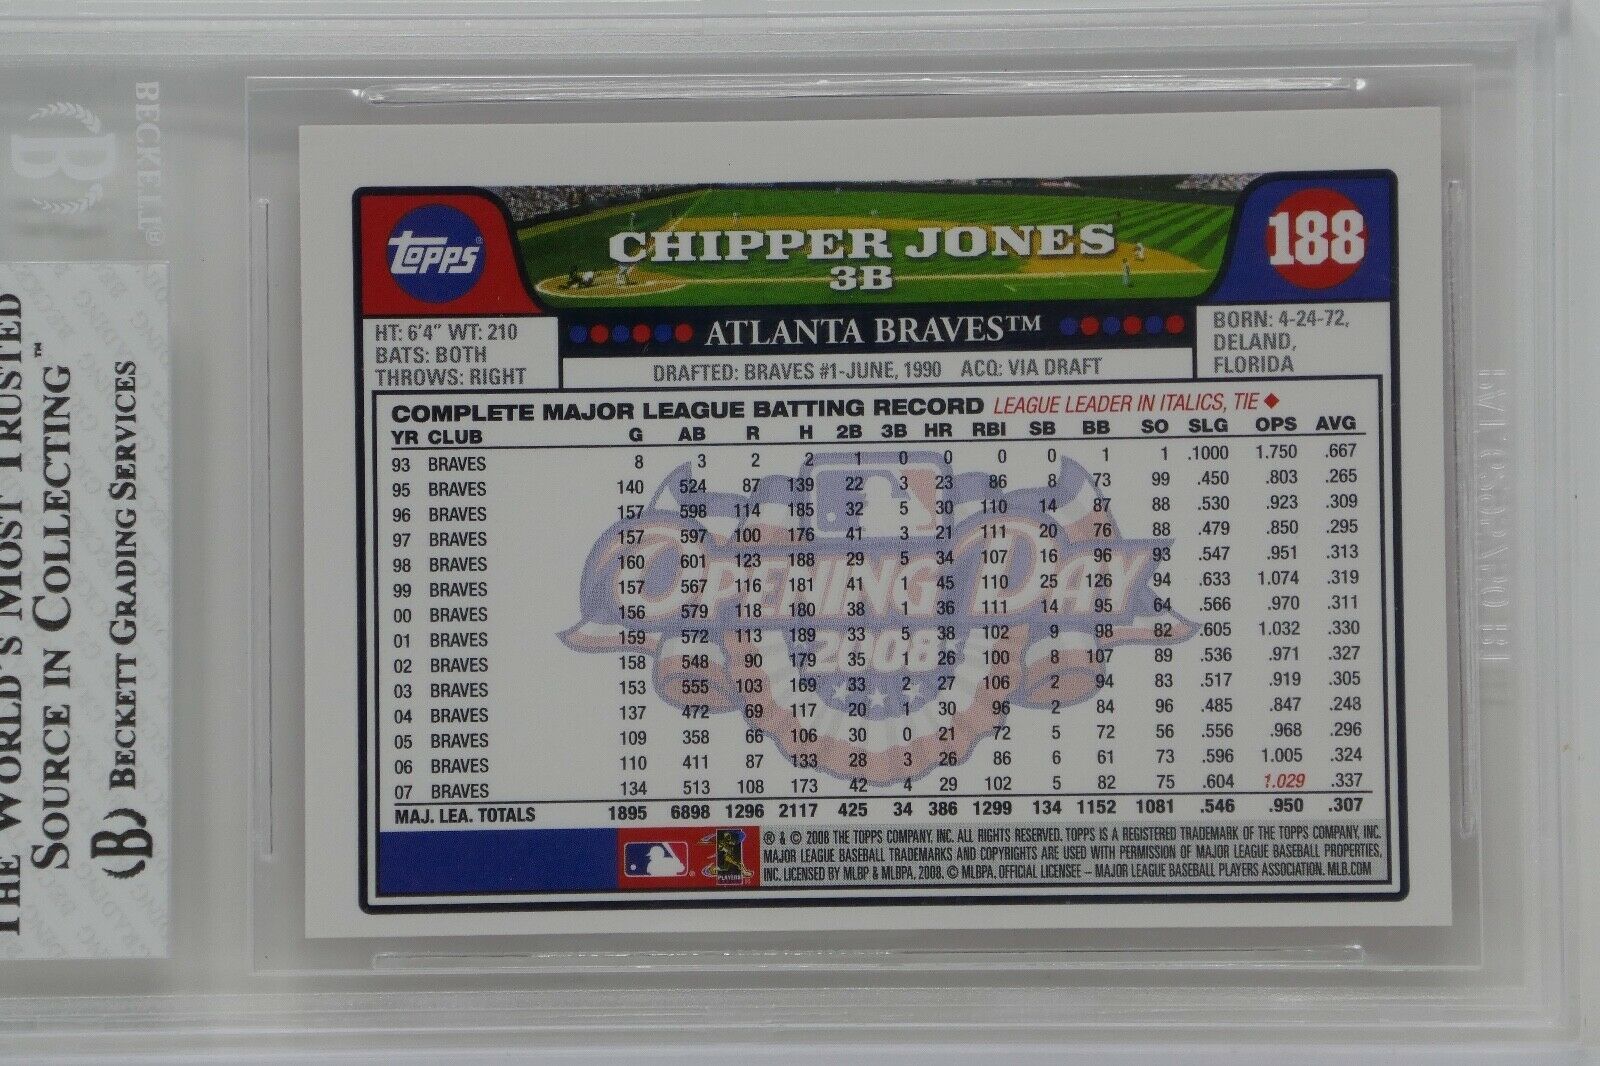 BECKETT®
THE WORLD'S MOST TRUSTED
SOURCE IN COLLECTING™
BECKETT GRADING SERVICES
TOPPS®
CHIPPER JONES
3B
188
HT: 6'4" WT: 210
BATS: BOTH
THROWS: RIGHT
ATLANTA BRAVES™
DRAFTED: BRAVES #1-JUNE, 1990 ACQ: VIA DRAFT
BORN: 4-24-72,
DELAND,
FLORIDA
COMPLETE MAJOR LEAGUE BATTING RECORD LEAGUE LEADER IN ITALICS, TIE ◆
YR CLUB G AB R H 2B 3B HR RBI SB BB SO SLG OPS AVG
93 BRAVES 8 3 2 2 1 0 0 0 0 1 1 .1000 1.750 .667
95 BRAVES 140 524 87 139 22 3 23 86 8 73 99 .450 .803 .265
96 BRAVES 157 598 114 185 32 5 30 110 14 87 88 .530 .923 .309
97 BRAVES 157 597 100 176 41 3 21 111 20 76 88 .479 .850 .295
98 BRAVES 160 601 123 188 29 5 34 107 16 96 93 .547 .951 .313
99 BRAVES 157 567 116 181 41 1 45 110 25 126 94 .633 1.074 .319
00 BRAVES 156 579 118 180 38 1 36 111 14 95 64 .566 .970 .311
01 BRAVES 159 572 113 189 33 5 38 102 9 98 82 .605 1.032 .330
02 BRAVES 158 548 90 179 35 1 26 100 8 107 89 .536 .971 .327
03 BRAVES 153 555 103 169 33 2 27 106 2 94 83 .517 .919 .305
04 BRAVES 137 472 69 117 20 1 30 96 2 84 96 .485 .847 .248
05 BRAVES 109 358 66 106 30 0 21 72 5 72 56 .556 .968 .296
06 BRAVES 110 411 87 133 28 3 26 86 6 61 73 .596 1.005 .324
07 BRAVES 134 513 108 173 42 4 29 102 5 82 75 .604 1.029 .337
MAJ. LEA. TOTALS 1895 6898 1296 2117 425 34 386 1299 134 1152 1081 .546 .950 .307
OPENING DAY
2008
PLAYERS
® & © 2008 THE TOPPS COMPANY, INC. ALL RIGHTS RESERVED. TOPPS IS A REGISTERED TRADEMARK OF THE TOPPS COMPANY, INC.
MAJOR LEAGUE BASEBALL TRADEMARKS AND COPYRIGHTS ARE USED WITH PERMISSION OF MAJOR LEAGUE BASEBALL PROPERTIES,
INC. LICENSED BY MLBP & MLBPA, 2008. © MLBPA, OFFICIAL LICENSEE – MAJOR LEAGUE BASEBALL PLAYERS ASSOCIATION. MLB.COM